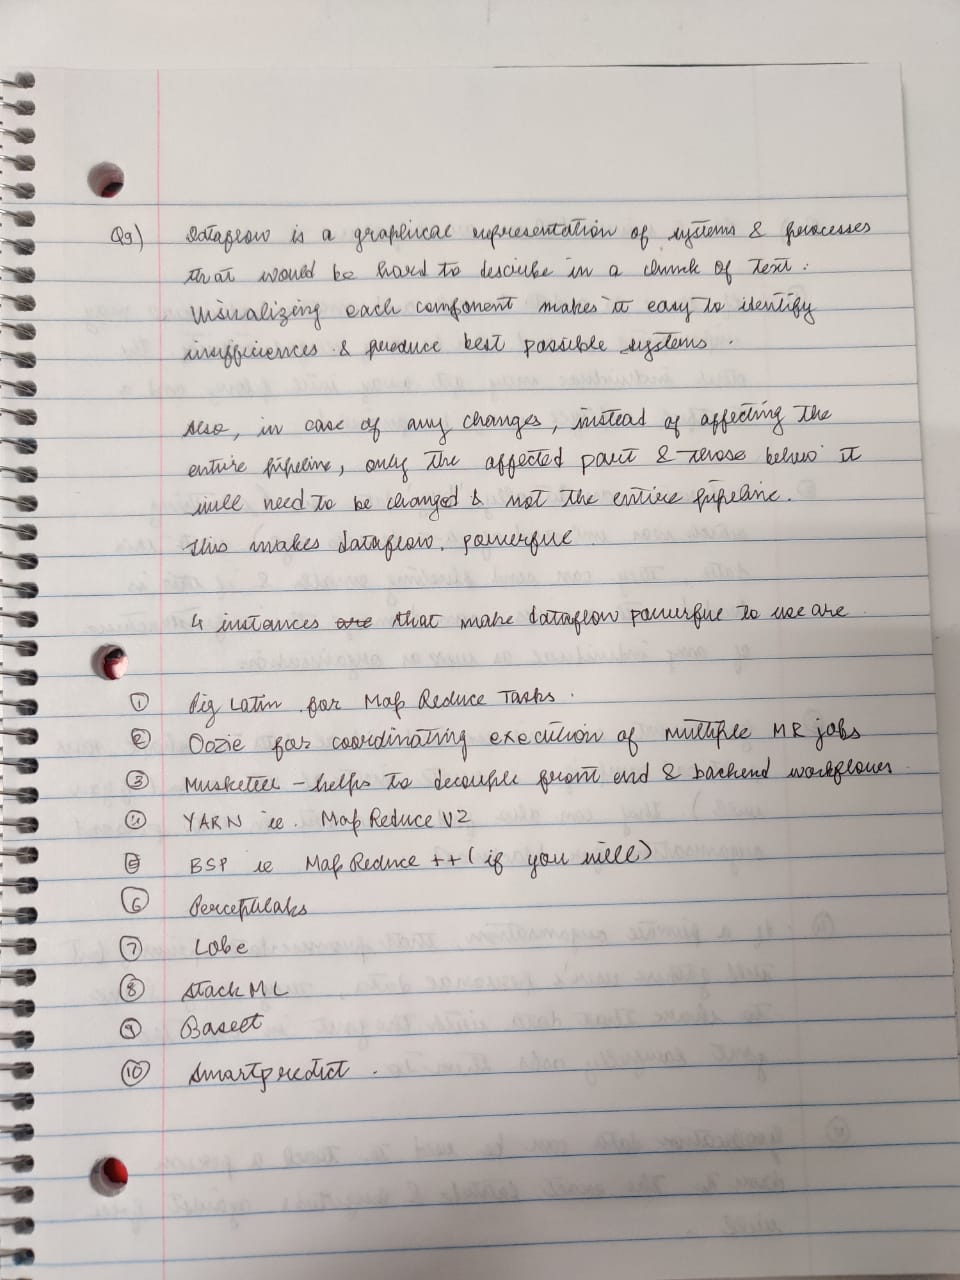 Q9) Dataflow is a graphical representation of systems & processes
that would be hard to describe in a chunk of text.
Visualizing each component makes it easy to identify
insufficiences & produce best possible systems.
Also, in case of any changes, instead of affecting the
entire pipeline, only the affected part & those below it
will need to be changed & not the entire pipeline.
This makes dataflow powerful.
4 instances are that make dataflow powerful to use are
① Pig Latin for Map Reduce Tasks.
② Oozie for coordinating execution of multiple MR jobs
③ Musketeer - helps to decouple front end & backend workflows.
④ YARN ie. Map Reduce V2
⑤ BSP ie Map Reduce ++ (if you will)
⑥ Perceptilabs
⑦ Lobe
⑧ Stack ML
⑨ Baseet
⑩ Smartpredict.